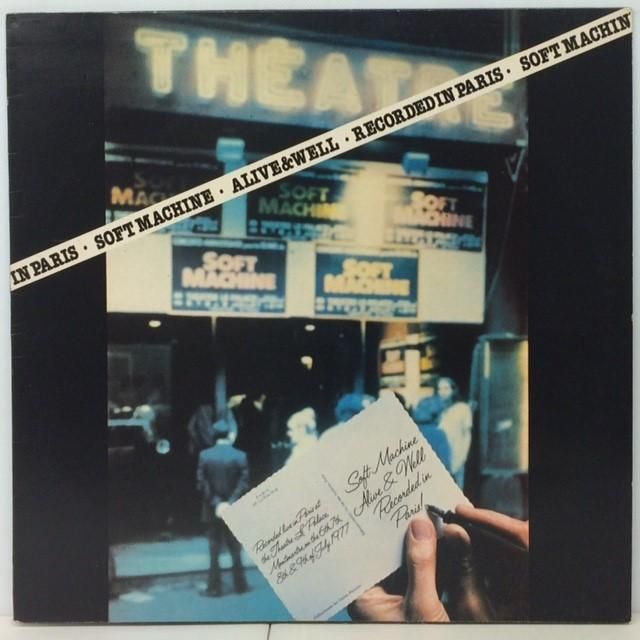 THÉATRE
IN PARIS · SOFT MACHINE · ALIVE & WELL · RECORDED IN PARIS · SOFT MACHIN
SOFT
MACHINE
SOFT
MACHINE
SOFT
MACHINE
SOFT
MACHINE
SOFT
MACHINE
Soft Machine
Alive & Well
Recorded in
Paris!
Recorded live in Paris at
the Theatre Le Palace
Montmartre on the 6th 7th
8th & 9th of July 1977